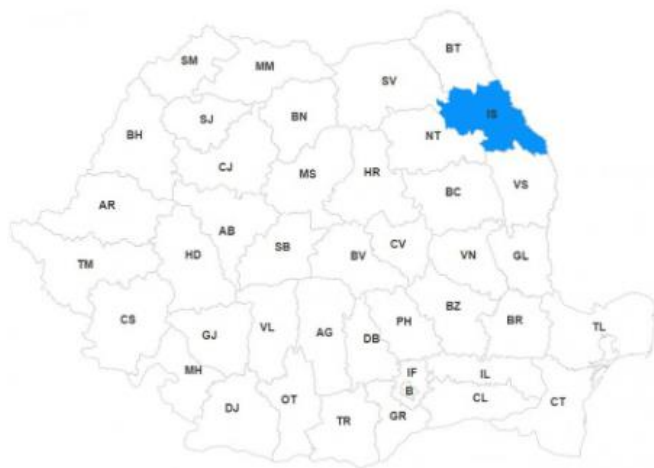 BT
SM
MM
SV
IS
SJ
BN
BH
NT
CJ
MS
HR
BC
VS
AR
AB
SB
CV
HD
BV
VN
GL
TM
CS
GJ
VL
AG
DB
PH
BZ
BR
TL
MH
IF
IL
B
CL
DJ
OT
TR
GR
CT